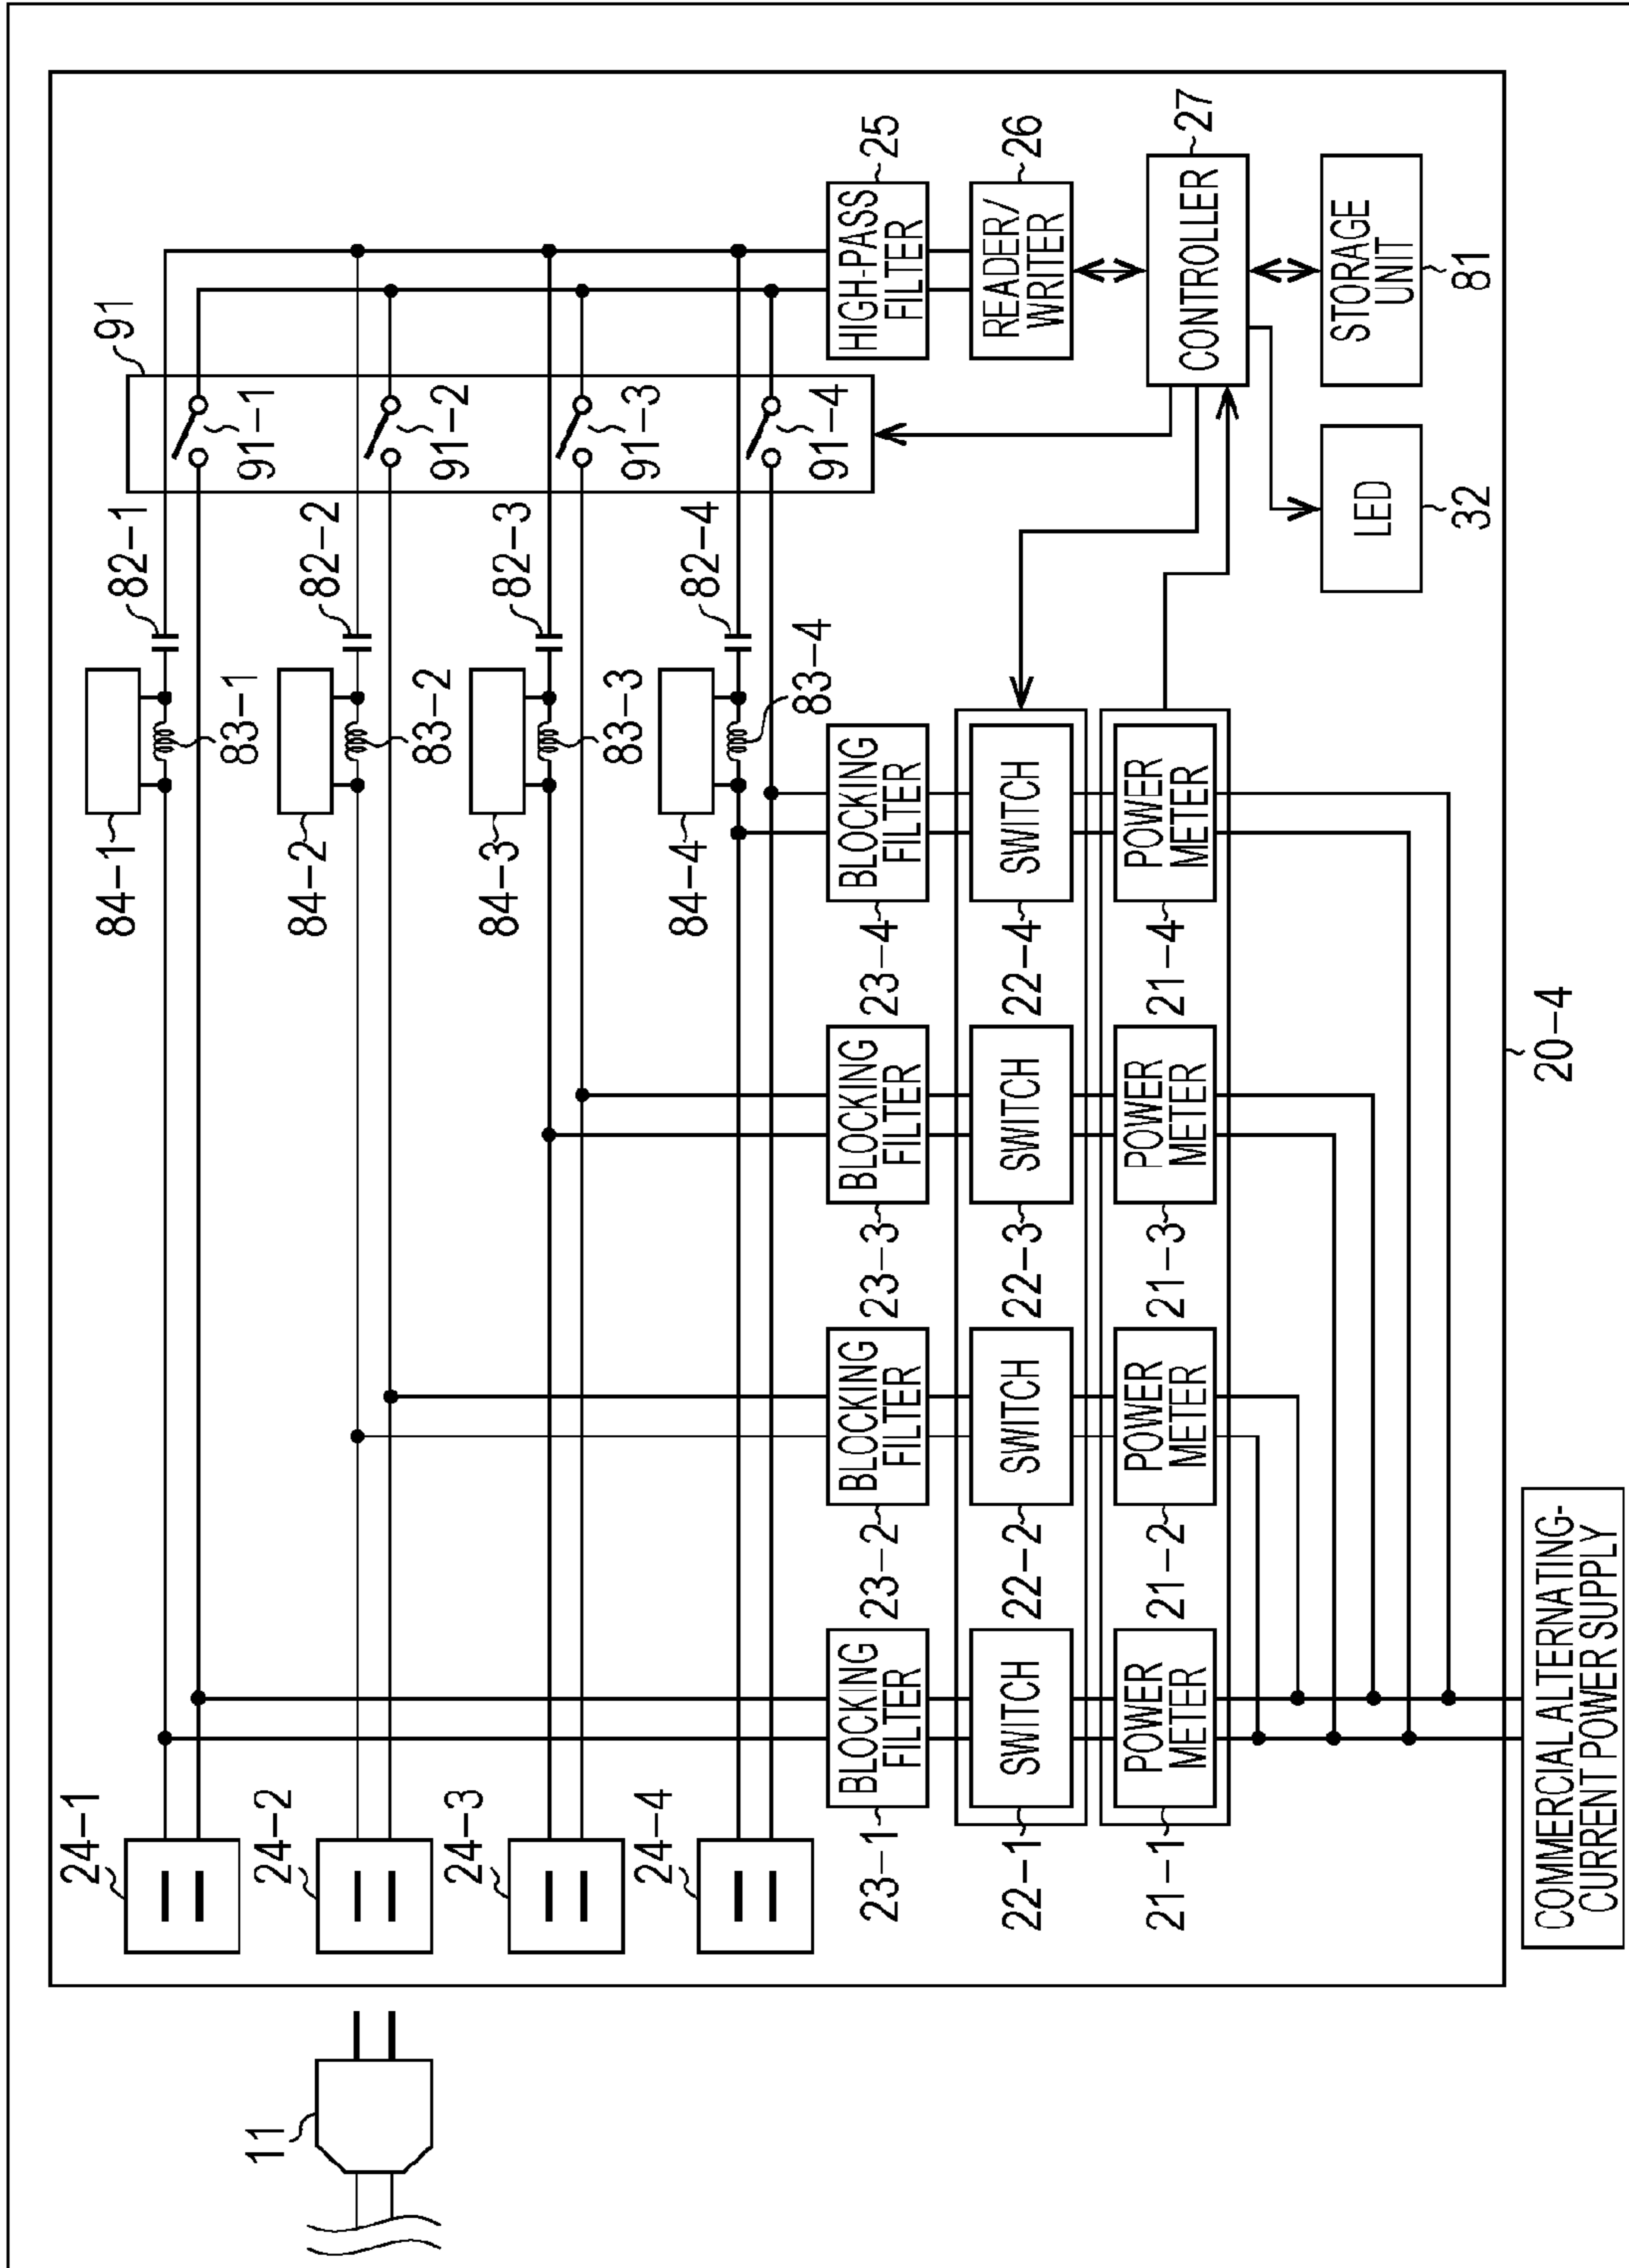 11
24-1
24-2
24-3
24-4
84-1
84-2
84-3
84-4
83-1
83-2
83-3
83-4
82-1
82-2
82-3
82-4
91
91-1
91-2
91-3
91-4
BLOCKING
FILTER
23-1
BLOCKING
FILTER
23-2
BLOCKING
FILTER
23-3
BLOCKING
FILTER
23-4
HIGH-PASS
FILTER
25
SWITCH
22-1
SWITCH
22-2
SWITCH
22-3
SWITCH
22-4
READER/
WRITER
26
POWER
METER
21-1
POWER
METER
21-2
POWER
METER
21-3
POWER
METER
21-4
CONTROLLER
27
LED
32
STORAGE
UNIT
81
COMMERCIAL ALTERNATING-
CURRENT POWER SUPPLY
20-4